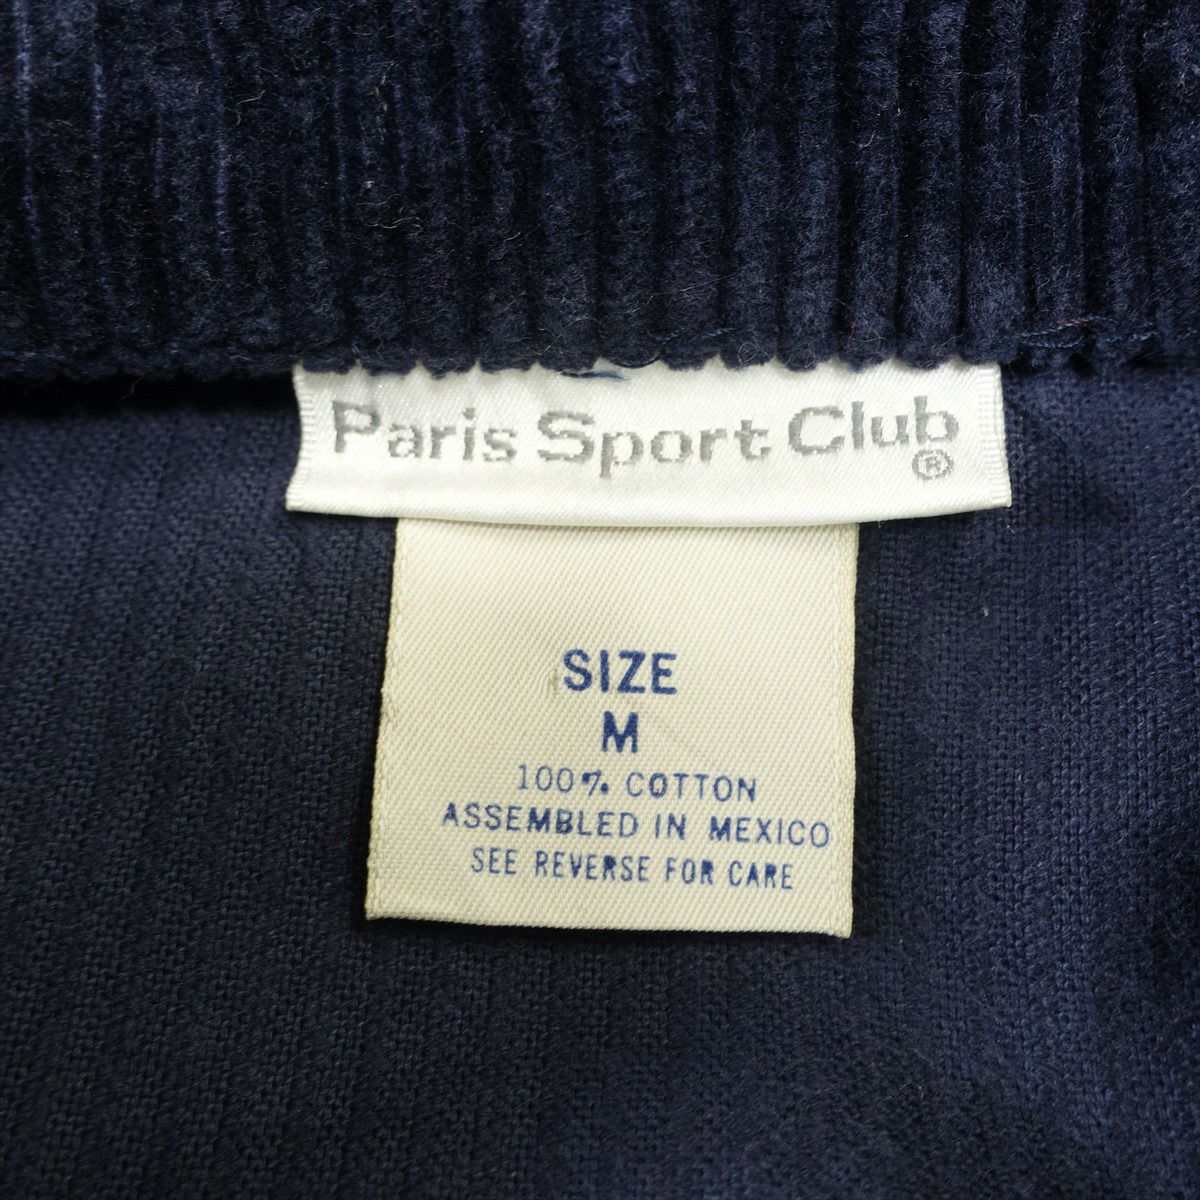 Paris Sport Club
®
SIZE
M
100% COTTON
ASSEMBLED IN MEXICO
SEE REVERSE FOR CARE